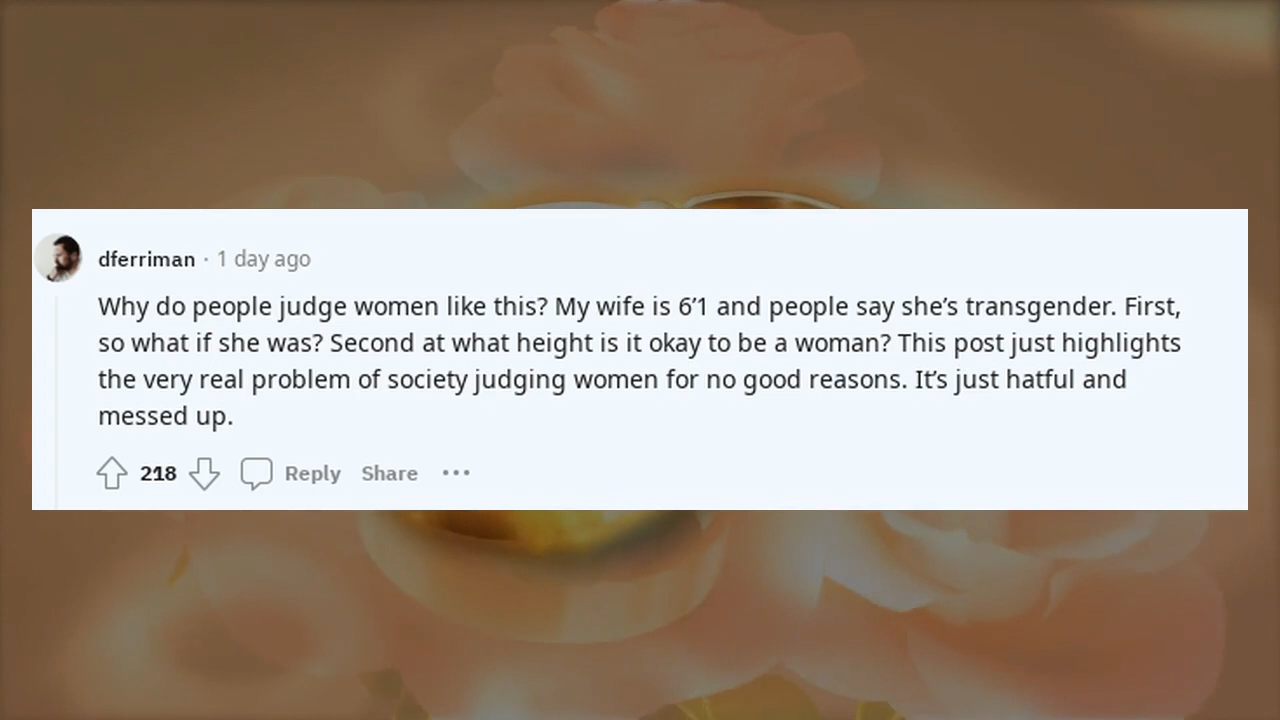 dferriman · 1 day ago
Why do people judge women like this? My wife is 6’1 and people say she’s transgender. First,
so what if she was? Second at what height is it okay to be a woman? This post just highlights
the very real problem of society judging women for no good reasons. It’s just hatful and
messed up.
218 Reply Share •••